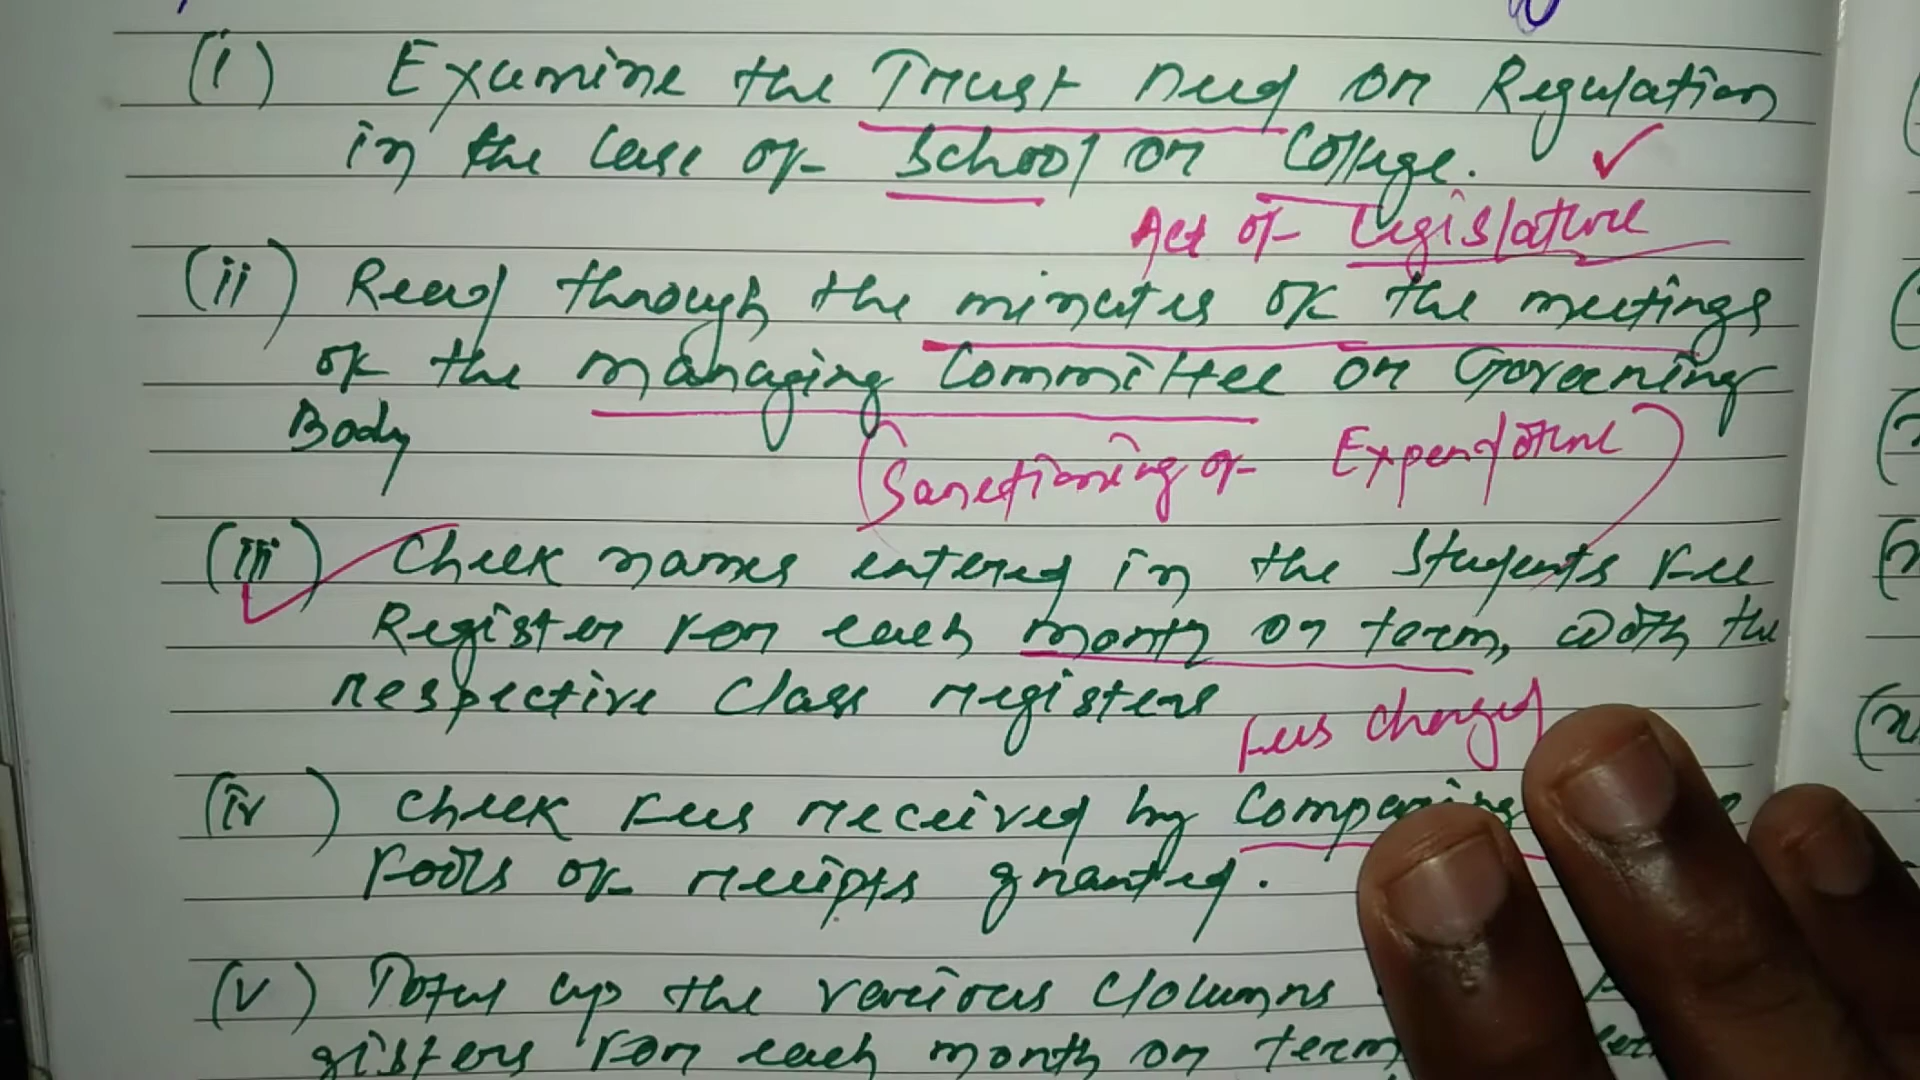 (i) Examine the Trust Deed or Regulation
in the case of School or College.
Act of Legislature
(ii) Read through the minutes of the meetings
of the managing Committee or Governing
Body
(Sanctioning of Expenditure)
(iii) Check names entered in the Students Fee
Register for each month or term, with the
respective Class registers
Fees charged
(iv) Check Fees received by Comparing
Foils of receipts granted.
(v) Total up the various Columns
gisters for each month or term